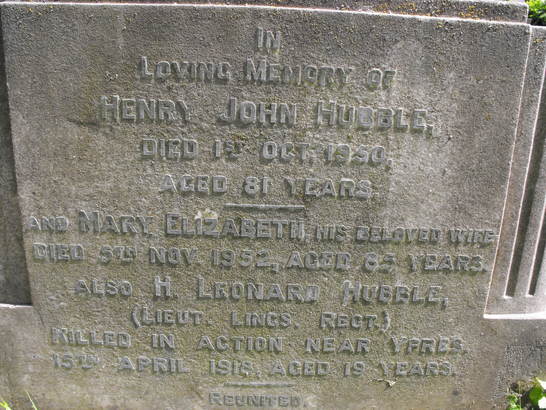 IN
LOVING MEMORY OF
HENRY JOHN HUBBLE,
DIED 1ST OCT. 1940.
AGED 81 YEARS.
AND MARY ELIZABETH, HIS BELOVED WIFE
DIED 5TH NOV. 1952, AGED 85 YEARS.
ALSO H. LEONARD HUBBLE,
(LIEUT. LINCS. REGT.)
KILLED IN ACTION NEAR YPRES.
15TH APRIL 1918, AGED 19 YEARS.
REUNITED.